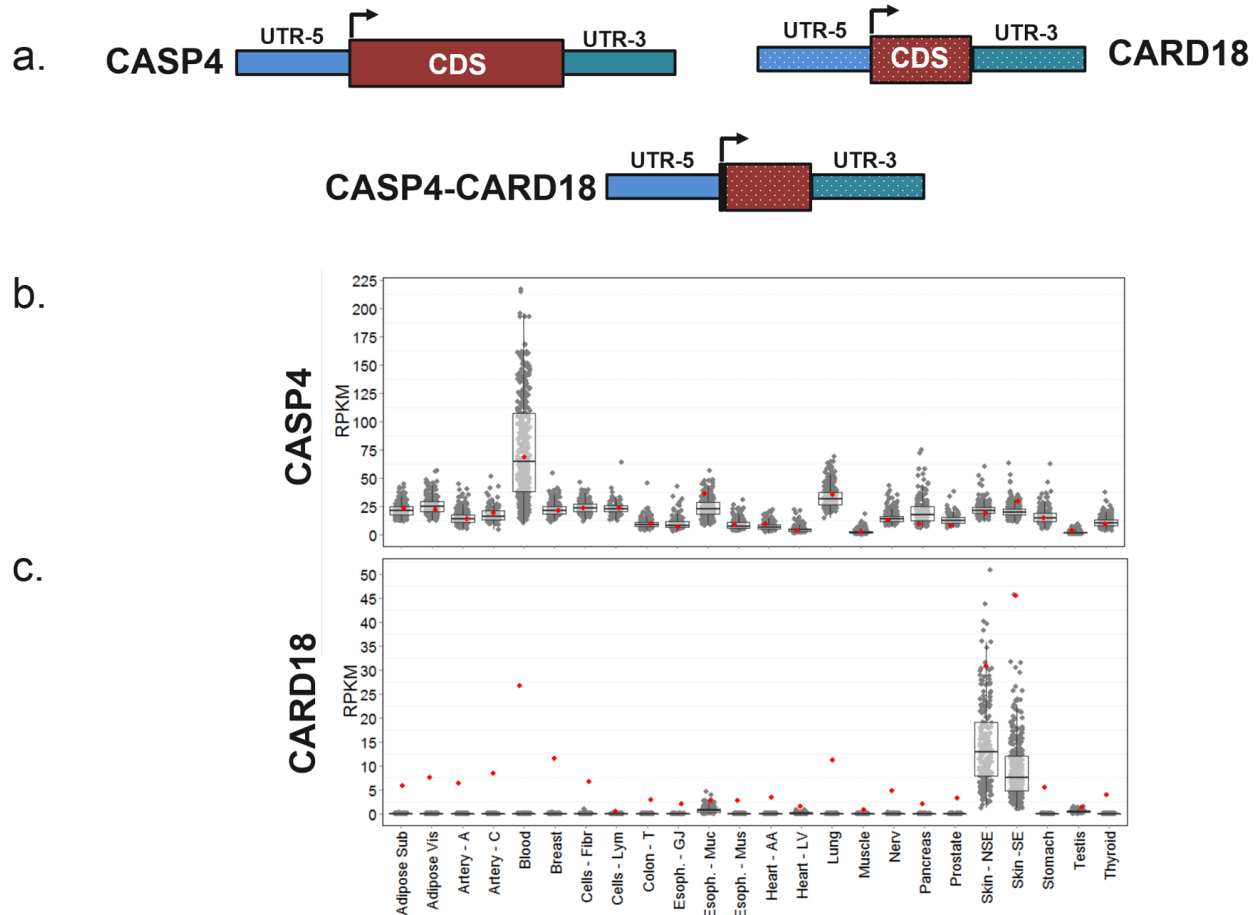 a.
CASP4
UTR-5
CDS
UTR-3
UTR-5
CDS
UTR-3
CARD18
CASP4-CARD18
UTR-5
UTR-3
b.
CASP4
RPKM
225
200
175
150
125
100
75
50
25
0
c.
CARD18
RPKM
50
45
40
35
30
25
20
15
10
5
0
Adipose Sub
Adipose Vis
Artery - A
Artery - C
Blood
Breast
Cells - Fibr
Cells - Lym
Colon - T
Esoph. - GJ
Esoph. - Muc
Esoph. - Mus
Heart - AA
Heart - LV
Lung
Muscle
Nerv
Pancreas
Prostate
Skin - NSE
Skin -SE
Stomach
Testis
Thyroid